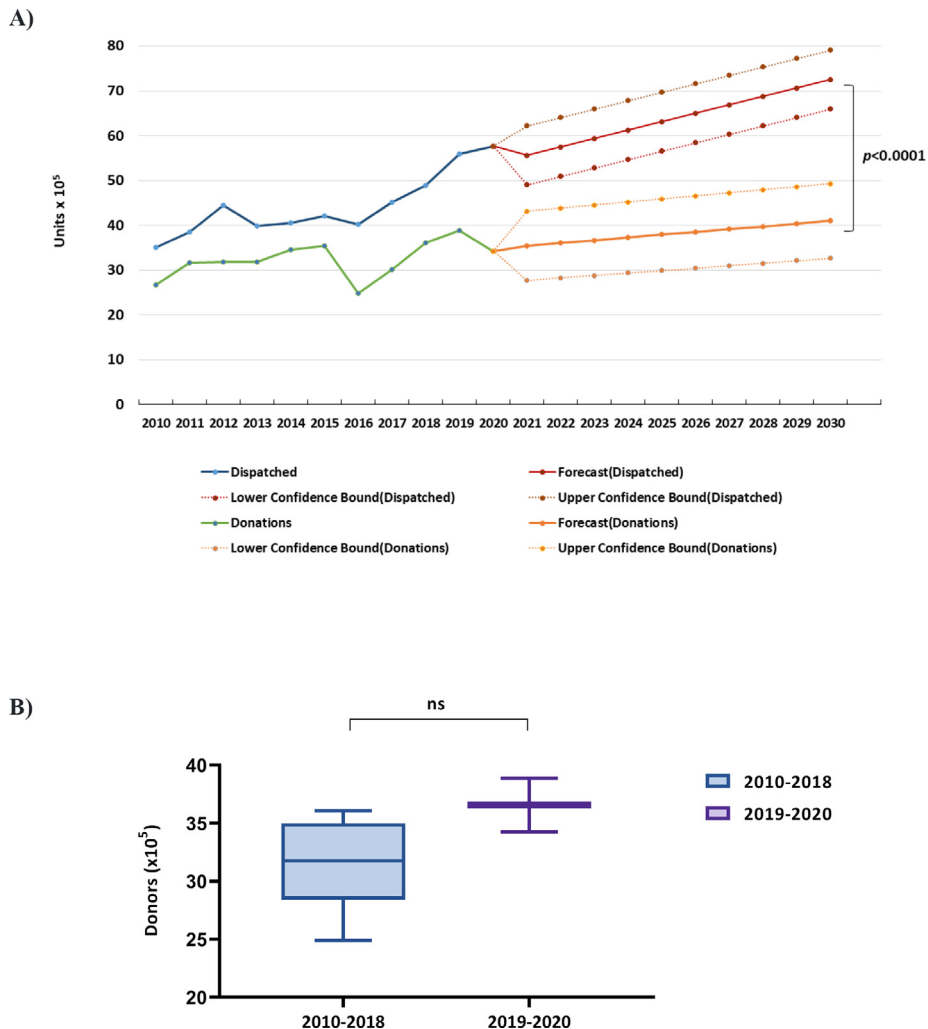 A)
80
70
60
50
40
30
20
10
0
Units x 10⁵
p<0.0001
2010 2011 2012 2013 2014 2015 2016 2017 2018 2019 2020 2021 2022 2023 2024 2025 2026 2027 2028 2029 2030
Dispatched Forecast(Dispatched)
Lower Confidence Bound(Dispatched) Upper Confidence Bound(Dispatched)
Donations Forecast(Donations)
Lower Confidence Bound(Donations) Upper Confidence Bound(Donations)
B)
ns
40
35
30
25
20
Donors (x10⁵)
2010-2018
2019-2020
2010-2018 2019-2020